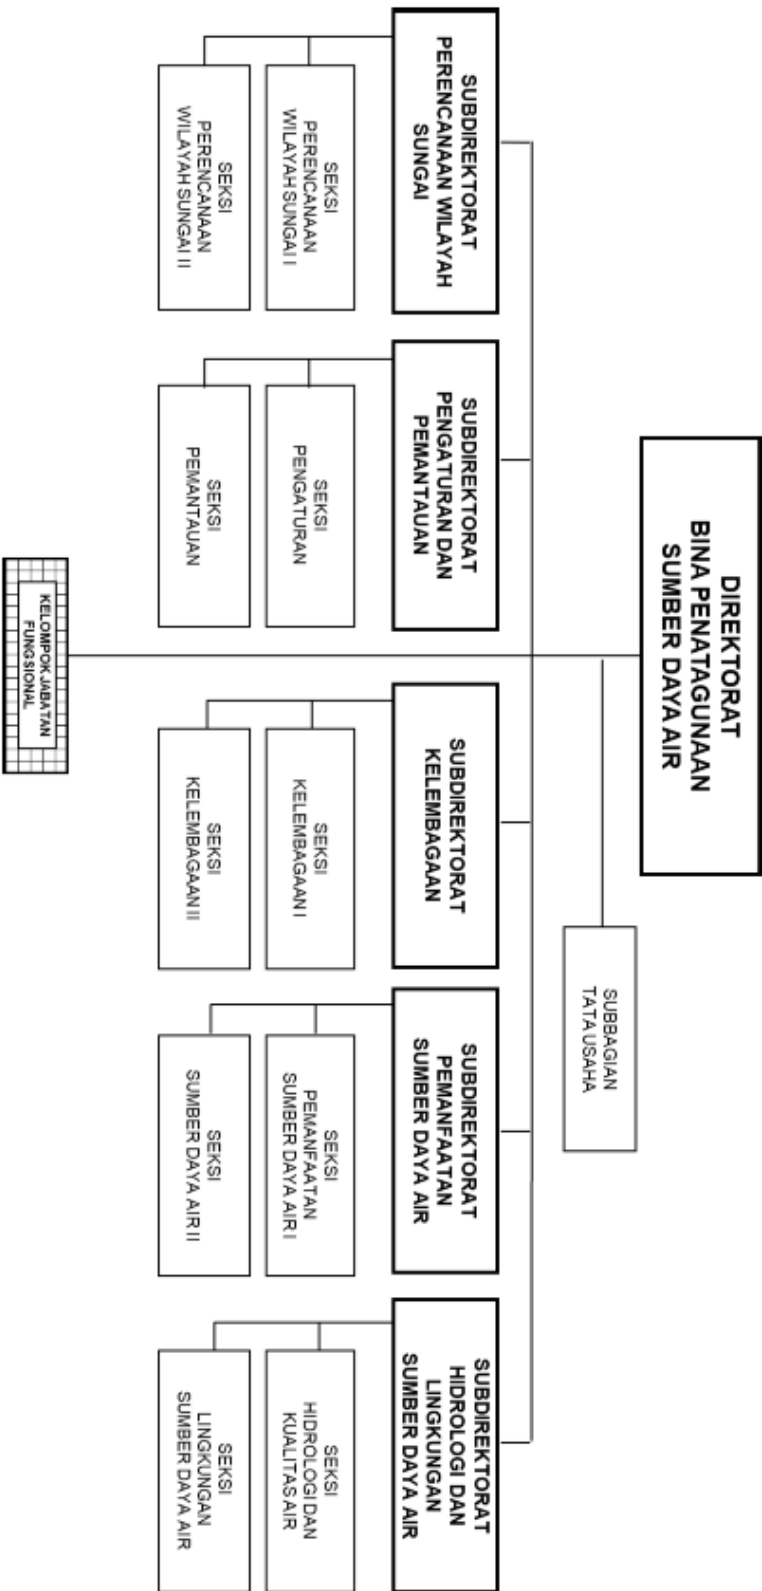 DIREKTORAT
BINA PENATAGUNAAN
SUMBER DAYA AIR
SUBBAGIAN
TATA USAHA
SUBDIREKTORAT
PERENCANAAN WILAYAH
SUNGAI
SEKSI
PERENCANAAN
WILAYAH SUNGAI I
SEKSI
PERENCANAAN
WILAYAH SUNGAI II
SUBDIREKTORAT
PENGATURAN DAN
PEMANTAUAN
SEKSI
PENGATURAN
SEKSI
PEMANTAUAN
SUBDIREKTORAT
KELEMBAGAAN
SEKSI
KELEMBAGAAN I
SEKSI
KELEMBAGAAN II
SUBDIREKTORAT
PEMANFAATAN
SUMBER DAYA AIR
SEKSI
PEMANFAATAN
SUMBER DAYA AIR I
SEKSI
SUMBER DAYA AIR II
SUBDIREKTORAT
HIDROLOGI DAN
LINGKUNGAN
SUMBER DAYA AIR
SEKSI
HIDROLOGI DAN
KUALITAS AIR
SEKSI
LINGKUNGAN
SUMBER DAYA AIR
KELOMPOK JABATAN
FUNGSIONAL